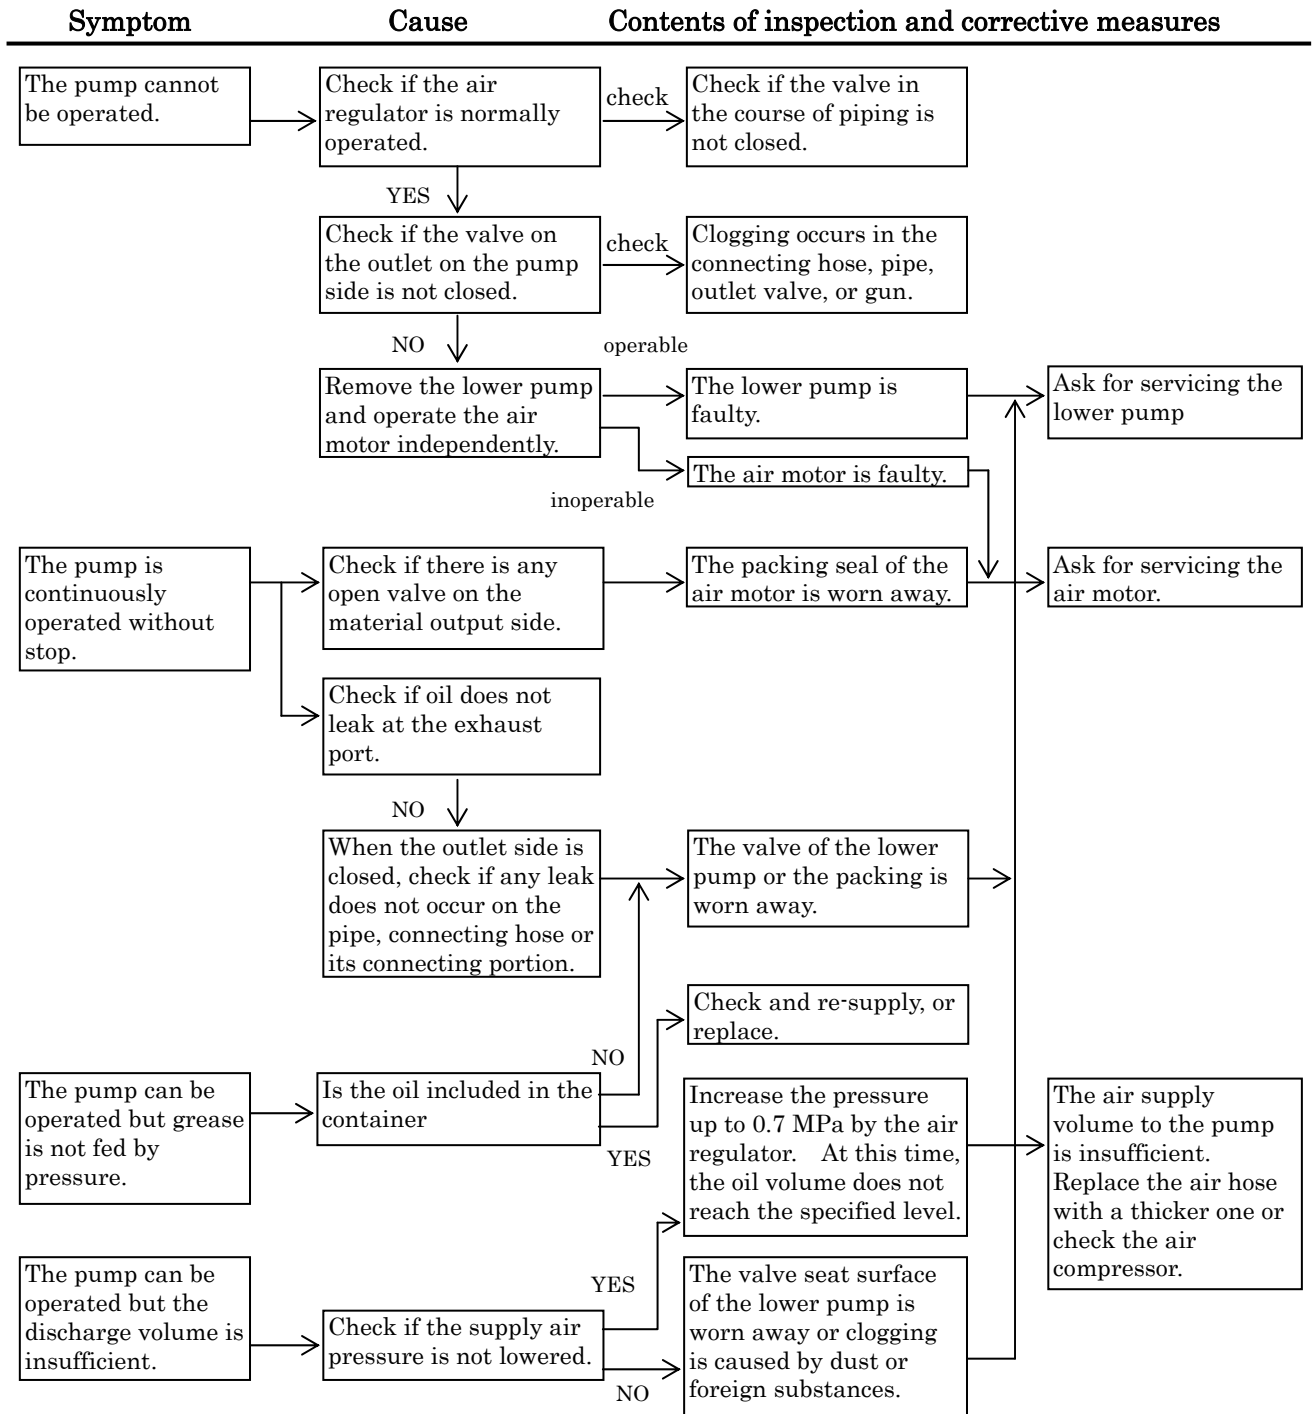 Symptom Cause Contents of inspection and corrective measures
The pump cannot
be operated.
Check if the air
regulator is normally
operated.
check
Check if the valve in
the course of piping is
not closed.
YES
Check if the valve on
the outlet on the pump
side is not closed.
check
Clogging occurs in the
connecting hose, pipe,
outlet valve, or gun.
NO
operable
Remove the lower pump
and operate the air
motor independently.
The lower pump is
faulty.
Ask for servicing the
lower pump
The air motor is faulty.
inoperable
The pump is
continuously
operated without
stop.
Check if there is any
open valve on the
material output side.
The packing seal of the
air motor is worn away.
Ask for servicing the
air motor.
Check if oil does not
leak at the exhaust
port.
NO
When the outlet side is
closed, check if any leak
does not occur on the
pipe, connecting hose or
its connecting portion.
The valve of the lower
pump or the packing is
worn away.
Check and re-supply, or
replace.
NO
The pump can be
operated but grease
is not fed by
pressure.
Is the oil included in the
container
YES
Increase the pressure
up to 0.7 MPa by the air
regulator. At this time,
the oil volume does not
reach the specified level.
The air supply
volume to the pump
is insufficient.
Replace the air hose
with a thicker one or
check the air
compressor.
The pump can be
operated but the
discharge volume is
insufficient.
Check if the supply air
pressure is not lowered.
YES
NO
The valve seat surface
of the lower pump is
worn away or clogging
is caused by dust or
foreign substances.